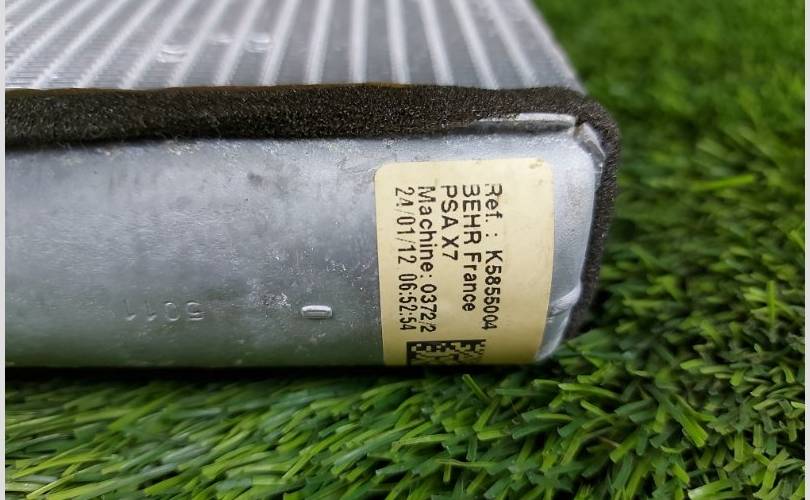 Ref. : K5855004
BEHR France
PSA X7
Machine: 0372/2
24/01/12 06:52:54
5011